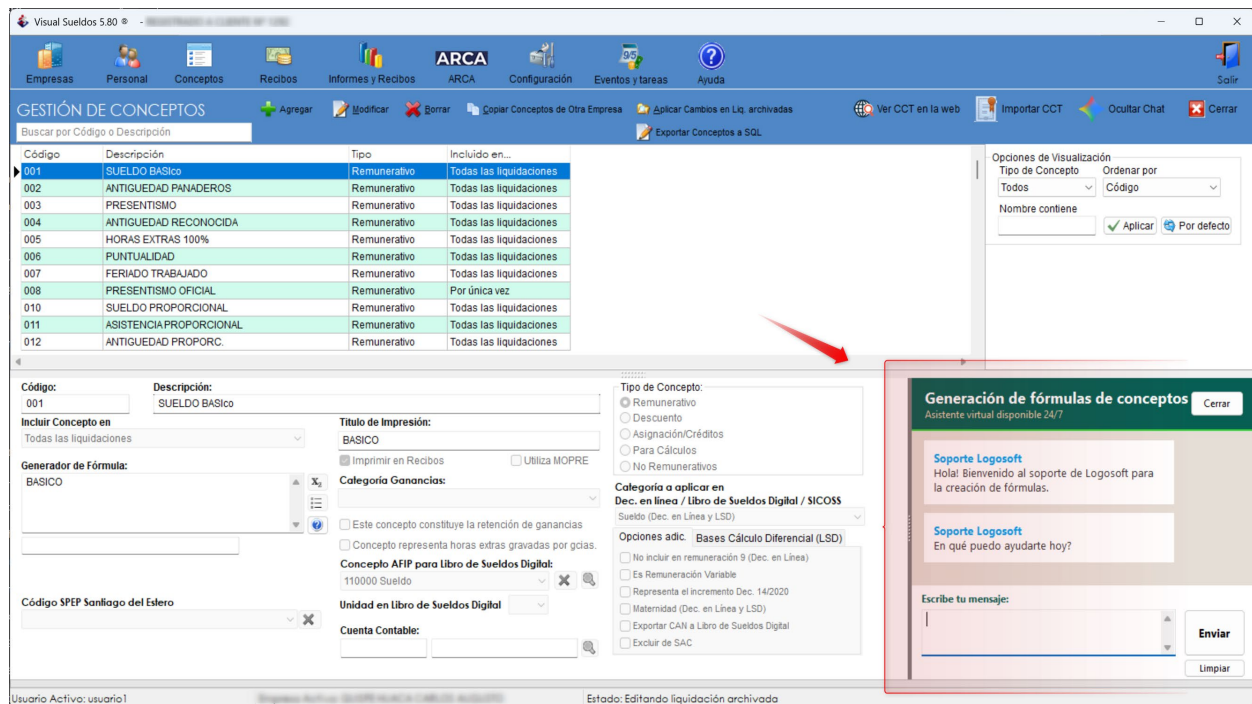 Visual Sueldos 5.80 ® -
Empresas
Personal
Conceptos
Recibos
Informes y Recibos
ARCA
ARCA
Configuración
95
Eventos y tareas
?
Ayuda
Salir
GESTIÓN DE CONCEPTOS
Agregar
Modificar
Borrar
Copiar Conceptos de Otra Empresa
Aplicar Cambios en Liq. archivadas
Exportar Conceptos a SQL
Ver CCT en la web
Importar CCT
Ocultar Chat
Cerrar
Buscar por Código o Descripción
Código Descripción Tipo Incluido en...
001 SUELDO BASIco Remunerativo Todas las liquidaciones
002 ANTIGUEDAD PANADEROS Remunerativo Todas las liquidaciones
003 PRESENTISMO Remunerativo Todas las liquidaciones
004 ANTIGUEDAD RECONOCIDA Remunerativo Todas las liquidaciones
005 HORAS EXTRAS 100% Remunerativo Todas las liquidaciones
006 PUNTUALIDAD Remunerativo Todas las liquidaciones
007 FERIADO TRABAJADO Remunerativo Todas las liquidaciones
008 PRESENTISMO OFICIAL Remunerativo Por única vez
010 SUELDO PROPORCIONAL Remunerativo Todas las liquidaciones
011 ASISTENCIA PROPORCIONAL Remunerativo Todas las liquidaciones
012 ANTIGUEDAD PROPORC. Remunerativo Todas las liquidaciones
Opciones de Visualización
Tipo de Concepto Ordenar por
Todos Código
Nombre contiene
Aplicar Por defecto
Código: Descripción:
001 SUELDO BASIco
Incluir Concepto en
Todas las liquidaciones
Generador de Fórmula:
BASICO
X₂
?
Código SPEP Santiago del Estero
Titulo de Impresión:
BASICO
Imprimir en Recibos Utiliza MOPRE
Categoría Ganancias:
Este concepto constituye la retención de ganancias
Concepto representa horas extras gravadas por gcias.
Concepto AFIP para Libro de Sueldos Digital:
110000 Sueldo
Unidad en Libro de Sueldos Digital
Cuenta Contable:
Tipo de Concepto:
Remunerativo
Descuento
Asignación/Créditos
Para Cálculos
No Remunerativos
Categoría a aplicar en
Dec. en línea / Libro de Sueldos Digital / SICOSS
Sueldo (Dec. en Línea y LSD)
Opciones adic. Bases Cálculo Diferencial (LSD)
No incluir en remuneración 9 (Dec. en Línea)
Es Remuneración Variable
Representa el incremento Dec. 14/2020
Maternidad (Dec. en Línea y LSD)
Exportar CAN a Libro de Sueldos Digital
Excluir de SAC
Generación de fórmulas de conceptos
Asistente virtual disponible 24/7
Cerrar
Soporte Logosoft
Hola! Bienvenido al soporte de Logosoft para
la creación de fórmulas.
Soporte Logosoft
En qué puedo ayudarte hoy?
Escribe tu mensaje:
Enviar
Limpiar
Usuario Activo: usuario1
Estado: Editando liquidación archivada